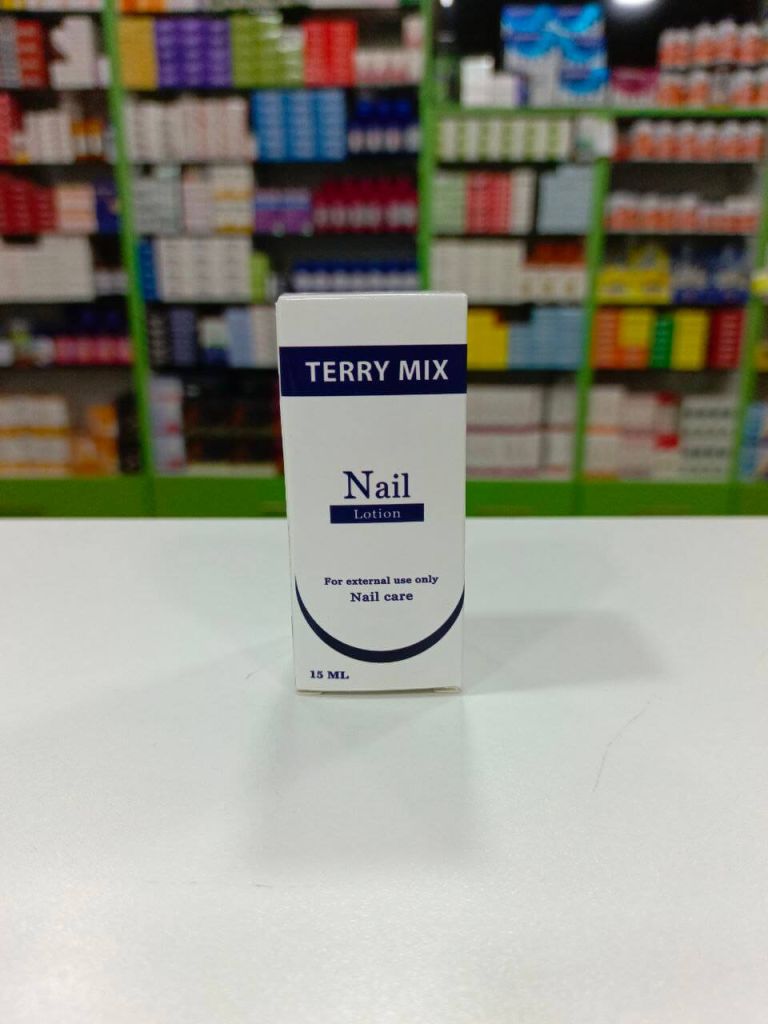 TERRY MIX
Nail
Lotion
For external use only
Nail care
15 ML